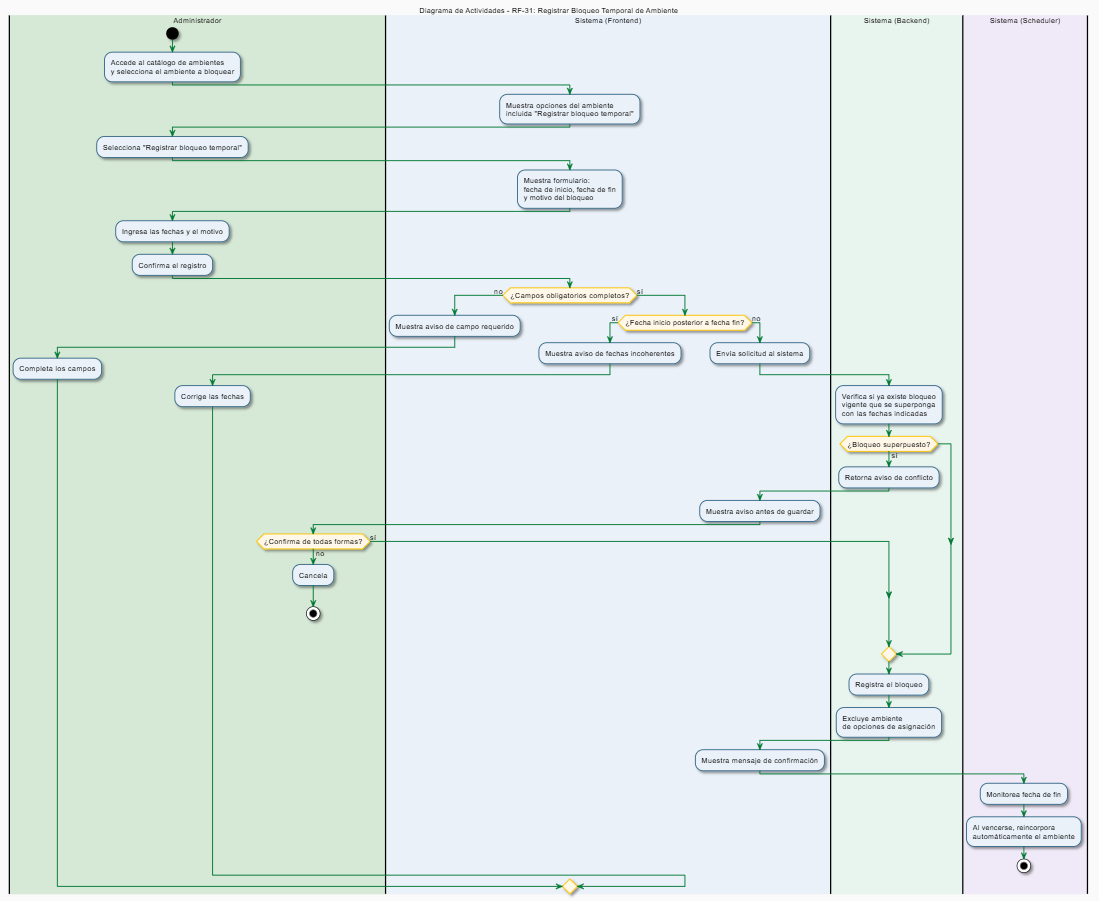 Diagrama de Actividades - RF-31: Registrar Bloqueo Temporal de Ambiente
Administrador
Sistema (Frontend)
Sistema (Backend)
Sistema (Scheduler)
Accede al catálogo de ambientes
y selecciona el ambiente a bloquear
Muestra opciones del ambiente
incluida "Registrar bloqueo temporal"
Selecciona "Registrar bloqueo temporal"
Muestra formulario:
fecha de inicio, fecha de fin
y motivo del bloqueo
Ingresa las fechas y el motivo
Confirma el registro
no
¿Campos obligatorios completos?
sí
Muestra aviso de campo requerido
sí
¿Fecha inicio posterior a fecha fin?
no
Muestra aviso de fechas incoherentes
Envía solicitud al sistema
Completa los campos
Corrige las fechas
Verifica si ya existe bloqueo
vigente que se superponga
con las fechas indicadas
¿Bloqueo superpuesto?
sí
Retorna aviso de conflicto
Muestra aviso antes de guardar
¿Confirma de todas formas?
sí
no
Cancela
Registra el bloqueo
Excluye ambiente
de opciones de asignación
Muestra mensaje de confirmación
Monitorea fecha de fin
Al vencerse, reincorpora
automáticamente el ambiente